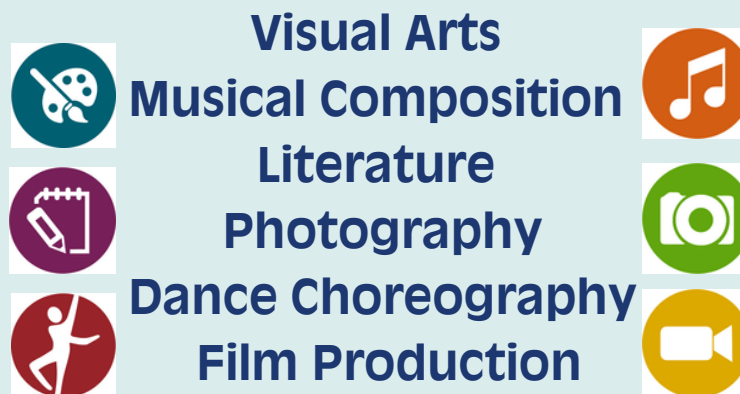 Visual Arts
Musical Composition
Literature
Photography
Dance Choreography
Film Production